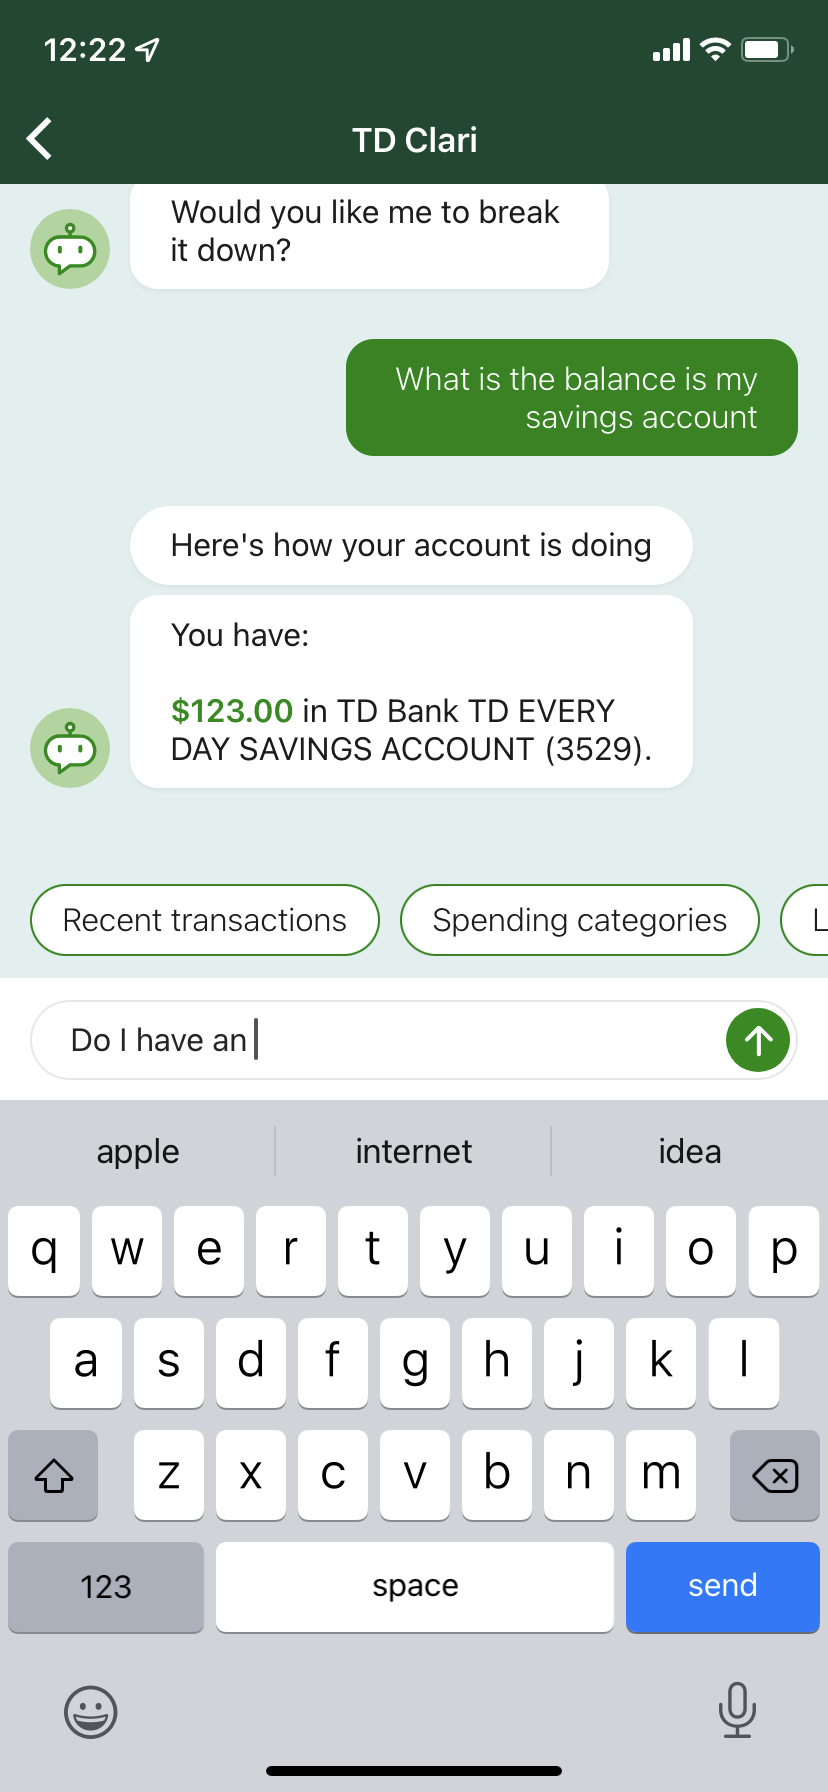 12:22
TD Clari
Would you like me to break
it down?
What is the balance is my
savings account
Here's how your account is doing
You have:
$123.00 in TD Bank TD EVERY
DAY SAVINGS ACCOUNT (3529).
Recent transactions
Spending categories
L
Do I have an
apple
internet
idea
q w e r t y u i o p
a s d f g h j k l
z x c v b n m
123
space
send